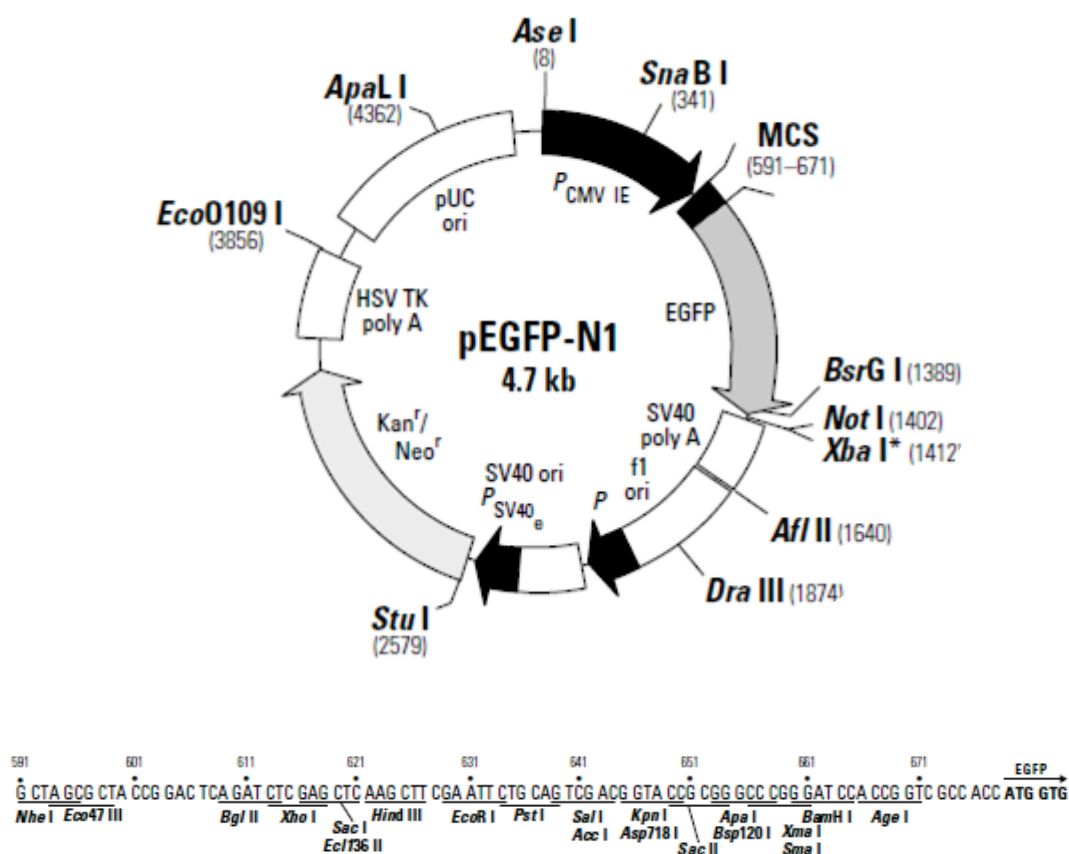 Ase I
(8)
SnaB I
(341)
MCS
(591–671)
ApaL I
(4362)
PCMV IE
pUC
ori
EcoO109 I
(3856)
HSV TK
poly A
EGFP
pEGFP-N1
4.7 kb
BsrG I (1389)
Not I (1402)
Xba I* (1412)
SV40
poly A
Kanr/
Neor
f1
ori
SV40 ori
PSV40e
P
Afl II (1640)
Dra III (1874)
Stu I
(2579)
591 601 611 621 631 641 651 661 671 EGFP
G CTA GCG CTA CCG GAC TCA GAT CTC GAG CTC AAG CTT CGA ATT CTG CAG TCG ACG GTA CCG CGG GCC CGG GAT CCA CCG GTC GCC ACC ATG GTG
Nhe I Eco47 III Bgl II Xho I Hind III EcoR I Pst I Sal I Kpn I Apa I BamH I Age I
Sac I Acc I Asp718 I Bsp120 I Xma I
Ecl136 II Sac II Sma I